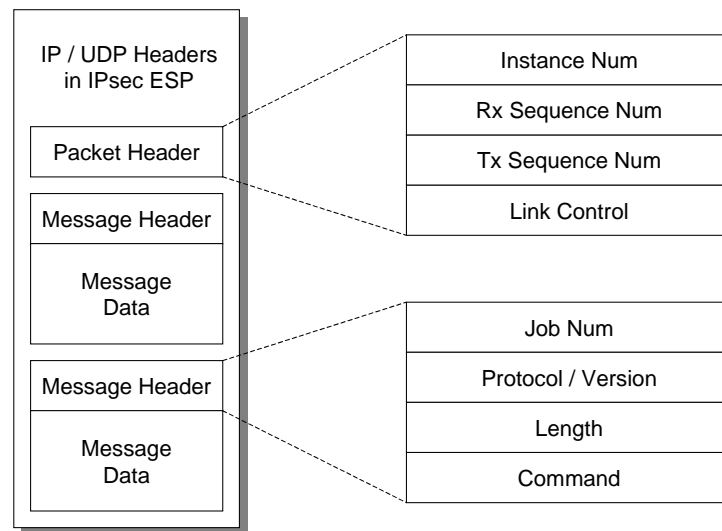 IP / UDP Headers
in IPsec ESP
Packet Header
Message Header
Message
Data
Message Header
Message
Data
Instance Num
Rx Sequence Num
Tx Sequence Num
Link Control
Job Num
Protocol / Version
Length
Command